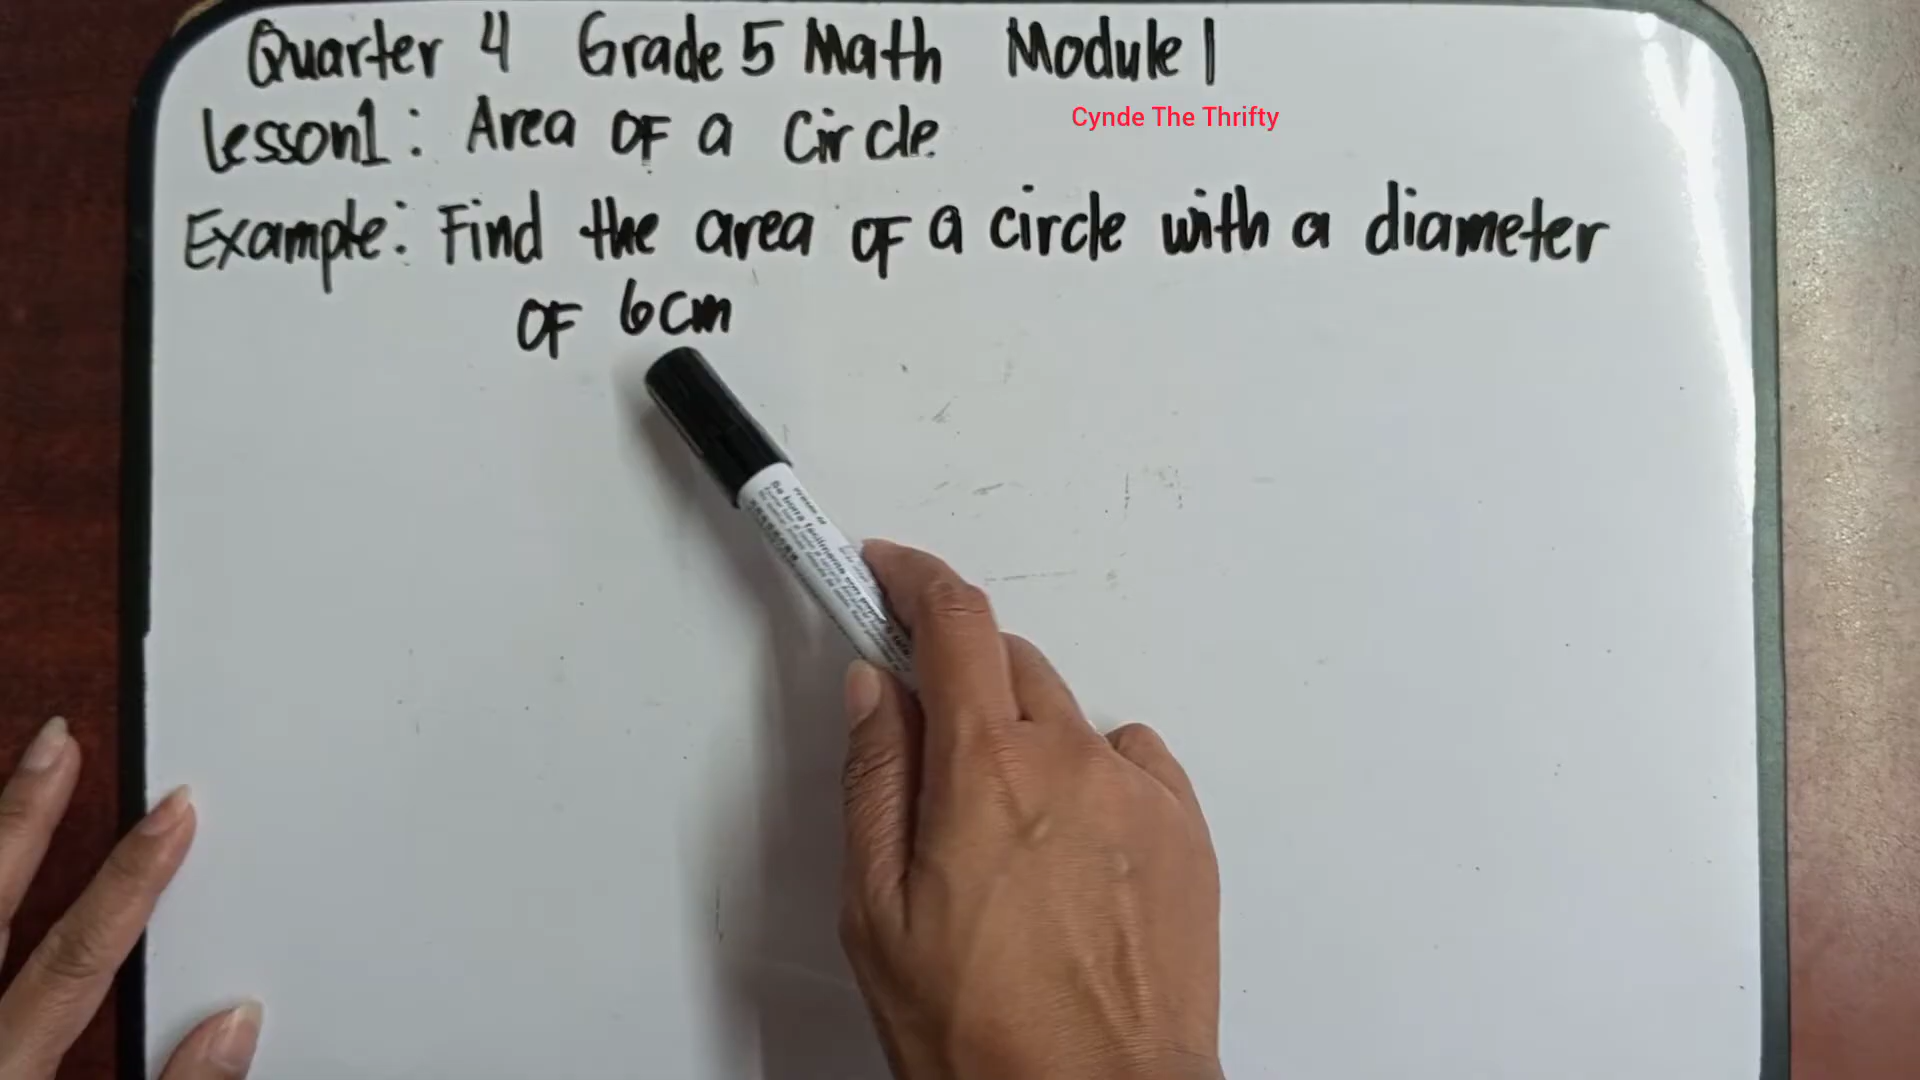 Quarter 4 Grade 5 Math Module 1
Lesson1: Area OF a Circle
Cynde The Thrifty
Example: Find the area OF a circle with a diameter
OF 6cm